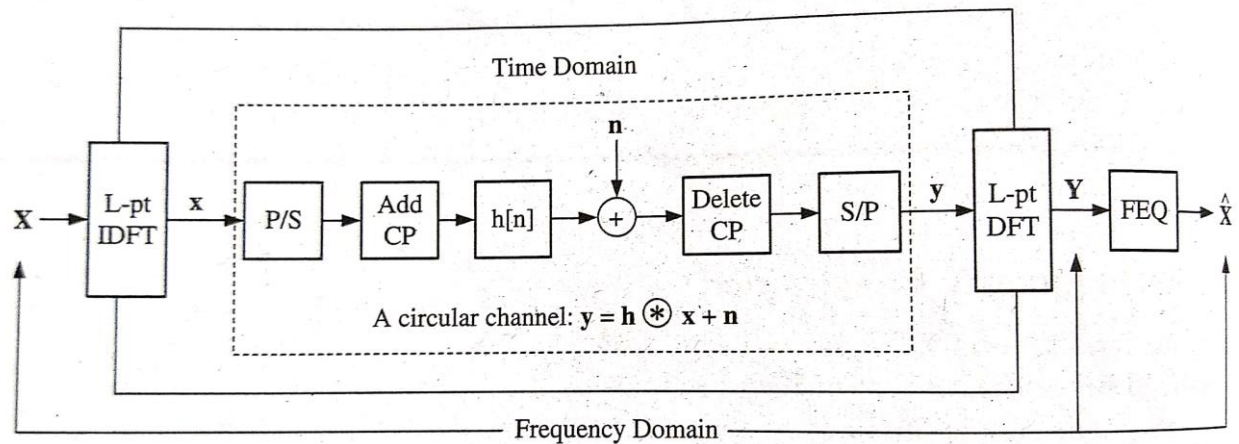 Time Domain
n
X
L-pt
IDFT
x
P/S
Add
CP
h[n]
+
Delete
CP
S/P
y
L-pt
DFT
Y
FEQ
X̂
A circular channel: y = h ⊛ x + n
Frequency Domain